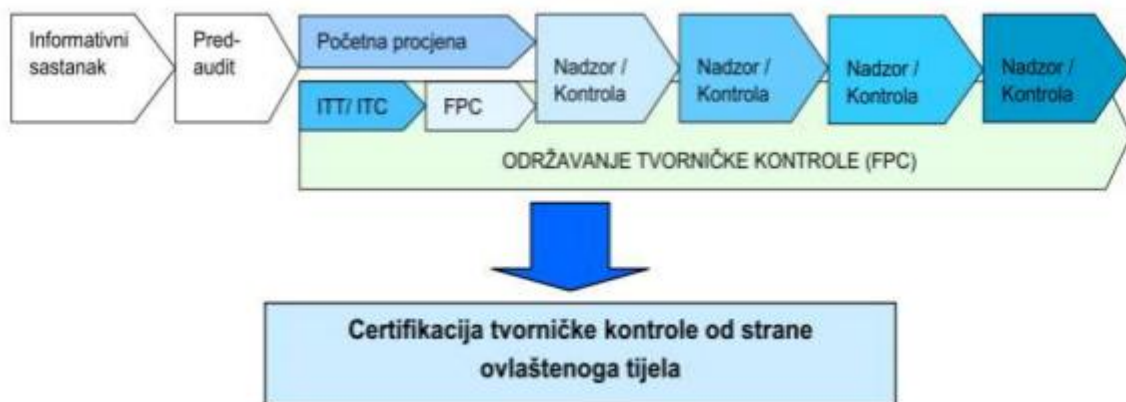 Informativni
sastanak
Pred-
audit
Početna procjena
ITT/ ITC
FPC
Nadzor /
Kontrola
Nadzor /
Kontrola
Nadzor /
Kontrola
Nadzor /
Kontrola
ODRŽAVANJE TVORNIČKE KONTROLE (FPC)
Certifikacija tvorničke kontrole od strane
ovlaštenoga tijela